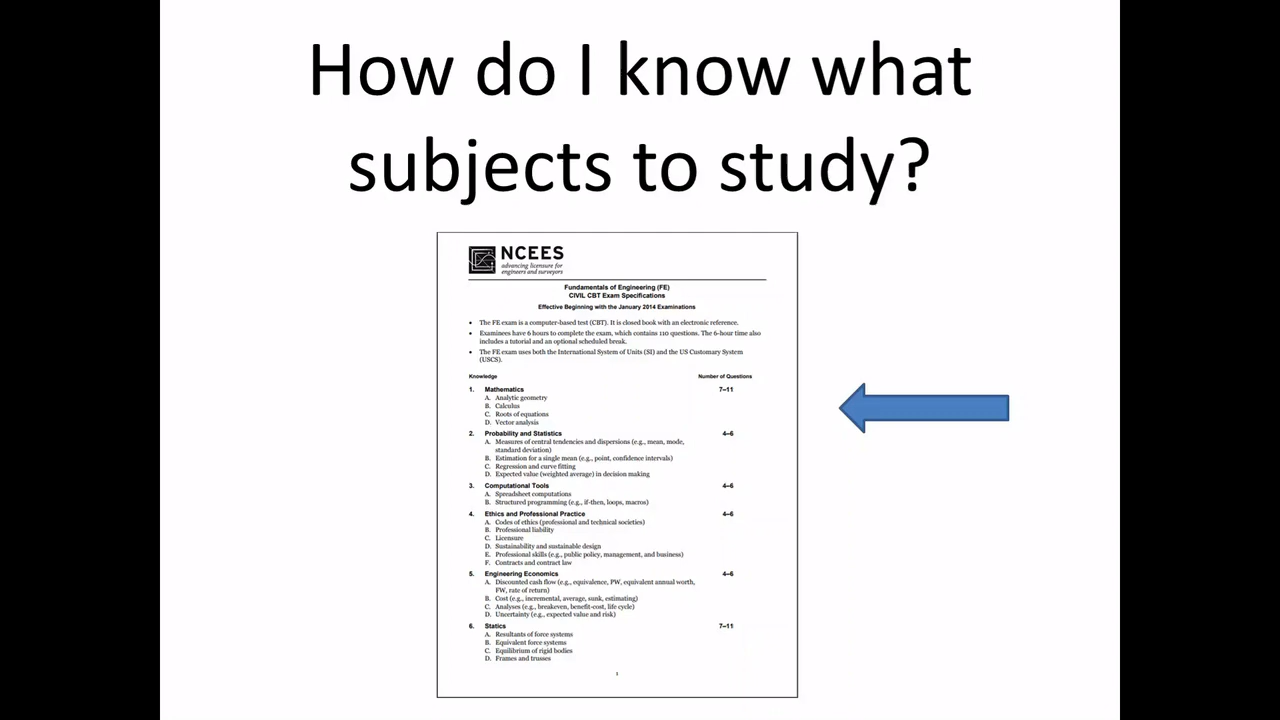 How do I know what
subjects to study?
NCEES
advancing licensure for
engineers and surveyors
Fundamentals of Engineering (FE)
CIVIL CBT Exam Specifications
Effective Beginning with the January 2014 Examinations
• The FE exam is a computer-based test (CBT). It is closed book with an electronic reference.
• Examinees have 6 hours to complete the exam, which contains 110 questions. The 6-hour time also
includes a tutorial and an optional scheduled break.
• The FE exam uses both the International System of Units (SI) and the US Customary System
(USCS).
Knowledge Number of Questions
1. Mathematics 7–11
A. Analytic geometry
B. Calculus
C. Roots of equations
D. Vector analysis
2. Probability and Statistics 4–6
A. Measures of central tendencies and dispersions (e.g., mean, mode,
standard deviation)
B. Estimation for a single mean (e.g., point, confidence intervals)
C. Regression and curve fitting
D. Expected value (weighted average) in decision making
3. Computational Tools 4–6
A. Spreadsheet computations
B. Structured programming (e.g., if-then, loops, macros)
4. Ethics and Professional Practice 4–6
A. Codes of ethics (professional and technical societies)
B. Professional liability
C. Licensure
D. Sustainability and sustainable design
E. Professional skills (e.g., public policy, management, and business)
F. Contracts and contract law
5. Engineering Economics 4–6
A. Discounted cash flow (e.g., equivalence, PW, equivalent annual worth,
FW, rate of return)
B. Cost (e.g., incremental, average, sunk, estimating)
C. Analyses (e.g., breakeven, benefit-cost, life cycle)
D. Uncertainty (e.g., expected value and risk)
6. Statics 7–11
A. Resultants of force systems
B. Equivalent force systems
C. Equilibrium of rigid bodies
D. Frames and trusses
1